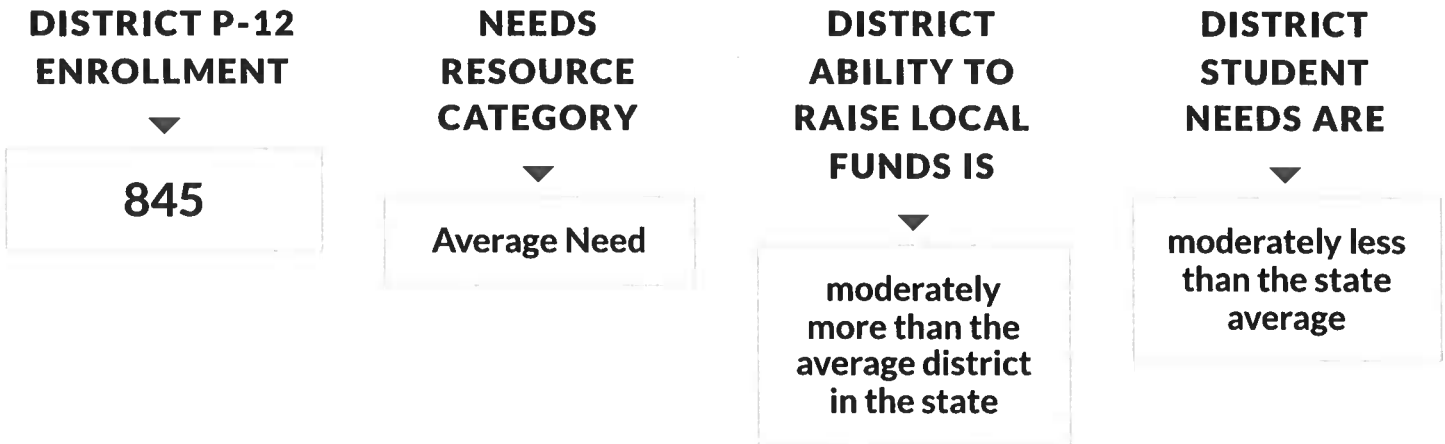 DISTRICT P-12
ENROLLMENT
845
NEEDS
RESOURCE
CATEGORY
Average Need
DISTRICT
ABILITY TO
RAISE LOCAL
FUNDS IS
moderately
more than the
average district
in the state
DISTRICT
STUDENT
NEEDS ARE
moderately less
than the state
average